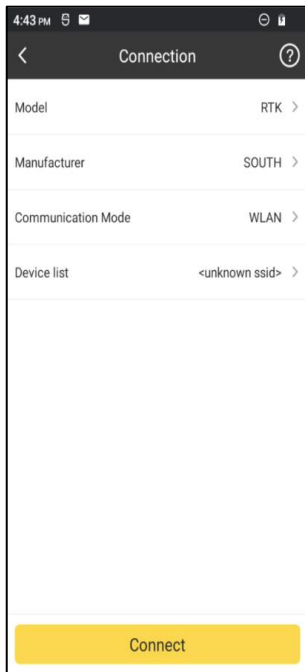 4:43 PM
Connection
Model RTK
Manufacturer SOUTH
Communication Mode WLAN
Device list <unknown ssid>
Connect